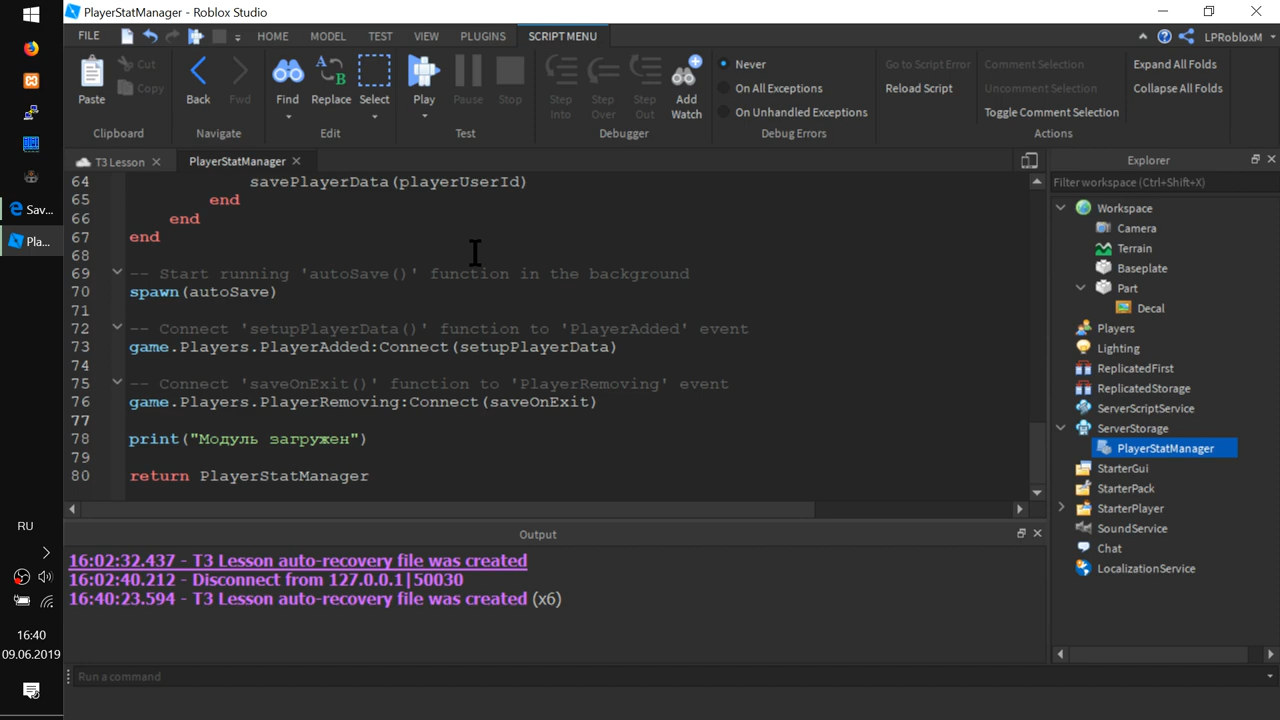 PlayerStatManager - Roblox Studio
FILE HOME MODEL TEST VIEW PLUGINS SCRIPT MENU LPRobloxM
Paste Cut Copy Back Fwd Find Replace Select Play Pause Stop Step Into Step Over Step Out Add Watch
Never
On All Exceptions
On Unhandled Exceptions
Go to Script Error
Reload Script
Comment Selection
Uncomment Selection
Toggle Comment Selection
Expand All Folds
Collapse All Folds
Clipboard Navigate Edit Test Debugger Debug Errors Actions
T3 Lesson PlayerStatManager
64 savePlayerData(playerUserId)
65 end
66 end
67 end
68
69 -- Start running 'autoSave()' function in the background
70 spawn(autoSave)
71
72 -- Connect 'setupPlayerData()' function to 'PlayerAdded' event
73 game.Players.PlayerAdded:Connect(setupPlayerData)
74
75 -- Connect 'saveOnExit()' function to 'PlayerRemoving' event
76 game.Players.PlayerRemoving:Connect(saveOnExit)
77
78 print("Модуль загружен")
79
80 return PlayerStatManager
Output
16:02:32.437 - T3 Lesson auto-recovery file was created
16:02:40.212 - Disconnect from 127.0.0.1|50030
16:40:23.594 - T3 Lesson auto-recovery file was created (x6)
Run a command
Explorer
Filter workspace (Ctrl+Shift+X)
Workspace
Camera
Terrain
Baseplate
Part
Decal
Players
Lighting
ReplicatedFirst
ReplicatedStorage
ServerScriptService
ServerStorage
PlayerStatManager
StarterGui
StarterPack
StarterPlayer
SoundService
Chat
LocalizationService
Sav...
Pla...
RU
16:40
09.06.2019